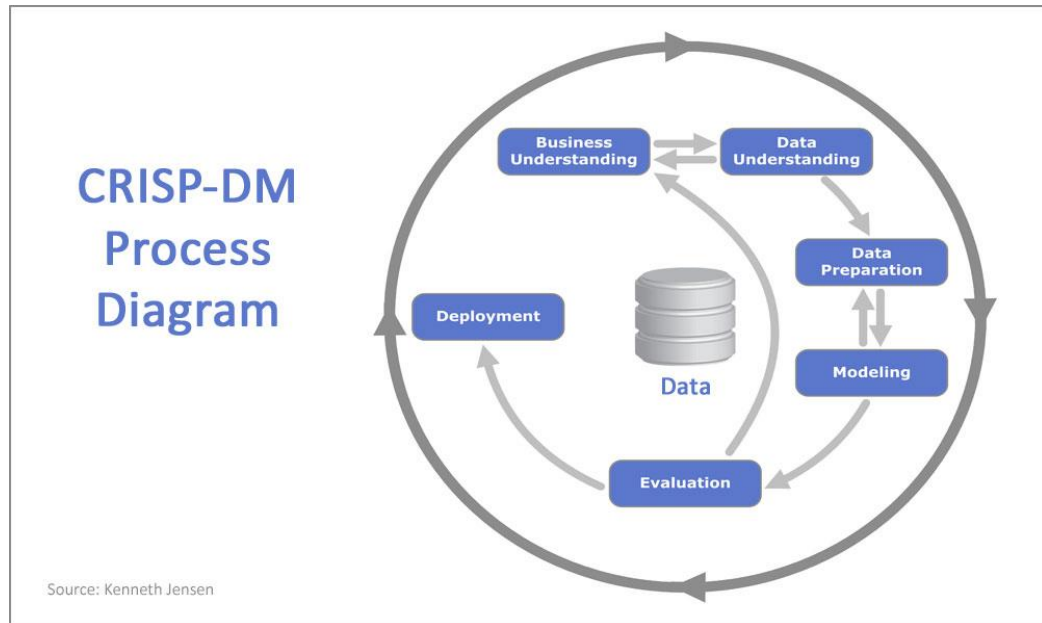 CRISP-DM
Process
Diagram
Business
Understanding
Data
Understanding
Data
Preparation
Deployment
Modeling
Data
Evaluation
Source: Kenneth Jensen